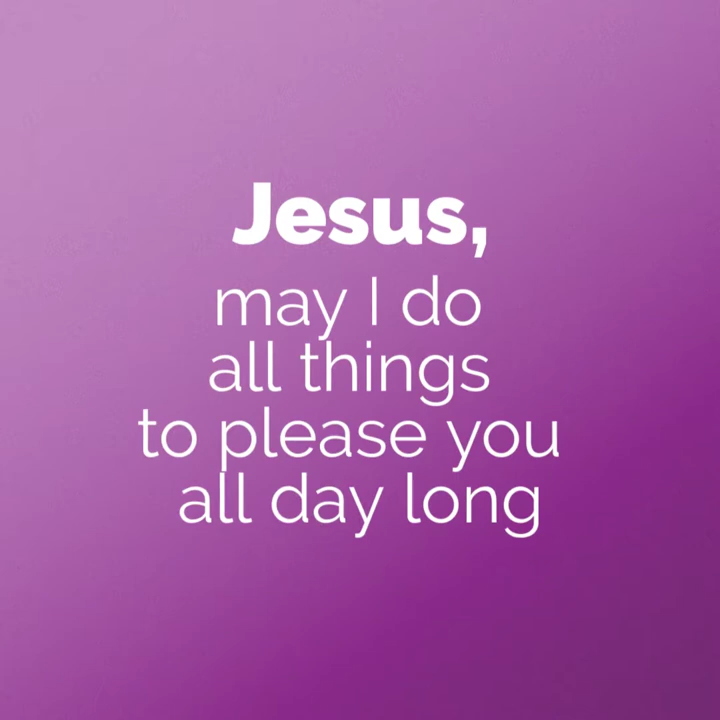 Jesus,
may I do
all things
to please you
all day long